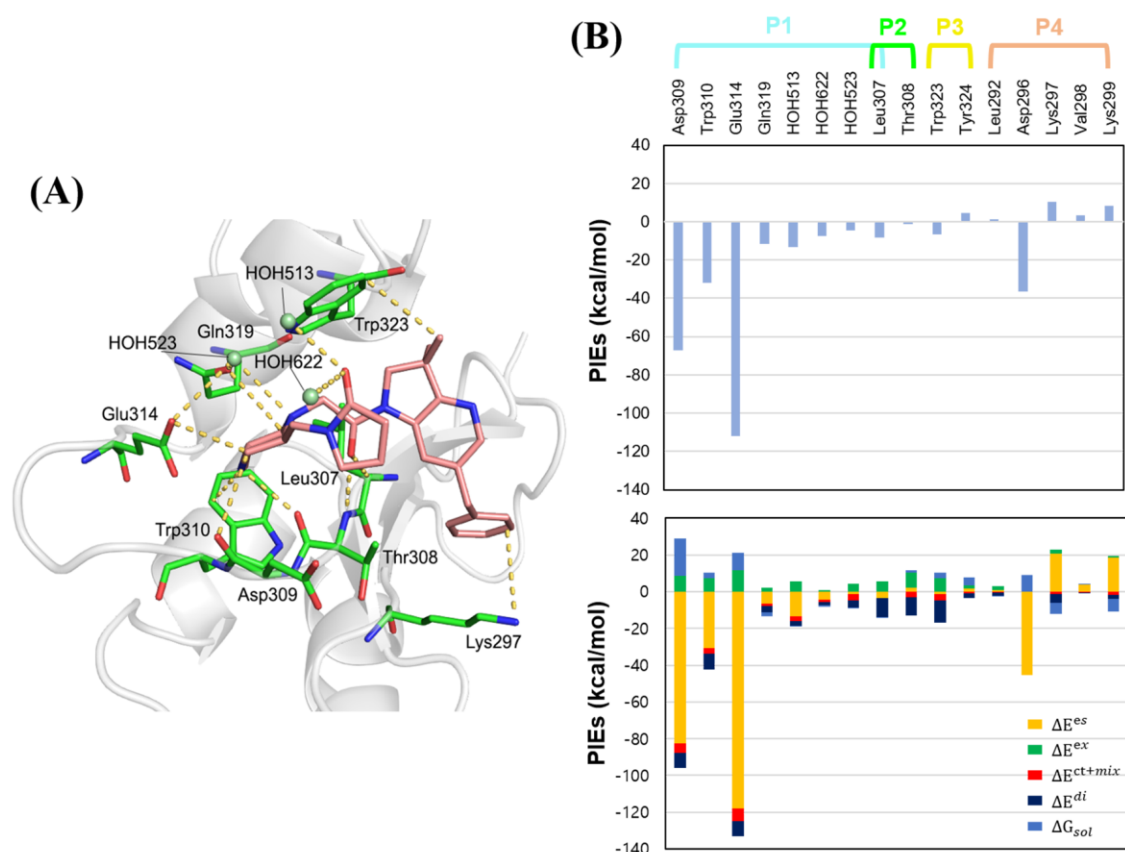 (A)
HOH513
Gln319
Trp323
HOH523
HOH622
Glu314
Leu307
Trp310
Thr308
Asp309
Lys297
(B)
P1 P2 P3 P4
Asp309 Trp310 Glu314 Gln319 HOH513 HOH622 HOH523 Leu307 Thr308 Trp323 Tyr324 Leu292 Asp296 Lys297 Val298 Lys299
PIEs (kcal/mol)
40
20
0
-20
-40
-60
-80
-100
-120
-140
PIEs (kcal/mol)
40
20
0
-20
-40
-60
-80
-100
-120
-140
ΔE^es
ΔE^ex
ΔE^ct+mix
ΔE^di
ΔG_sol